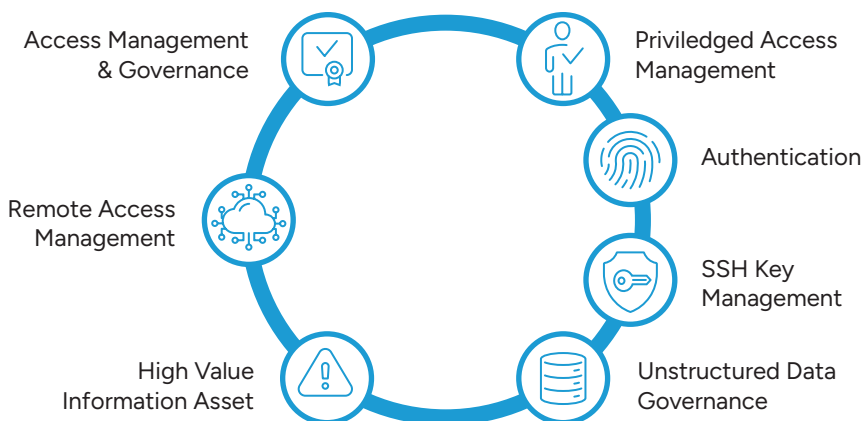 Access Management
& Governance
Priviledged Access
Management
Authentication
Remote Access
Management
SSH Key
Management
High Value
Information Asset
Unstructured Data
Governance